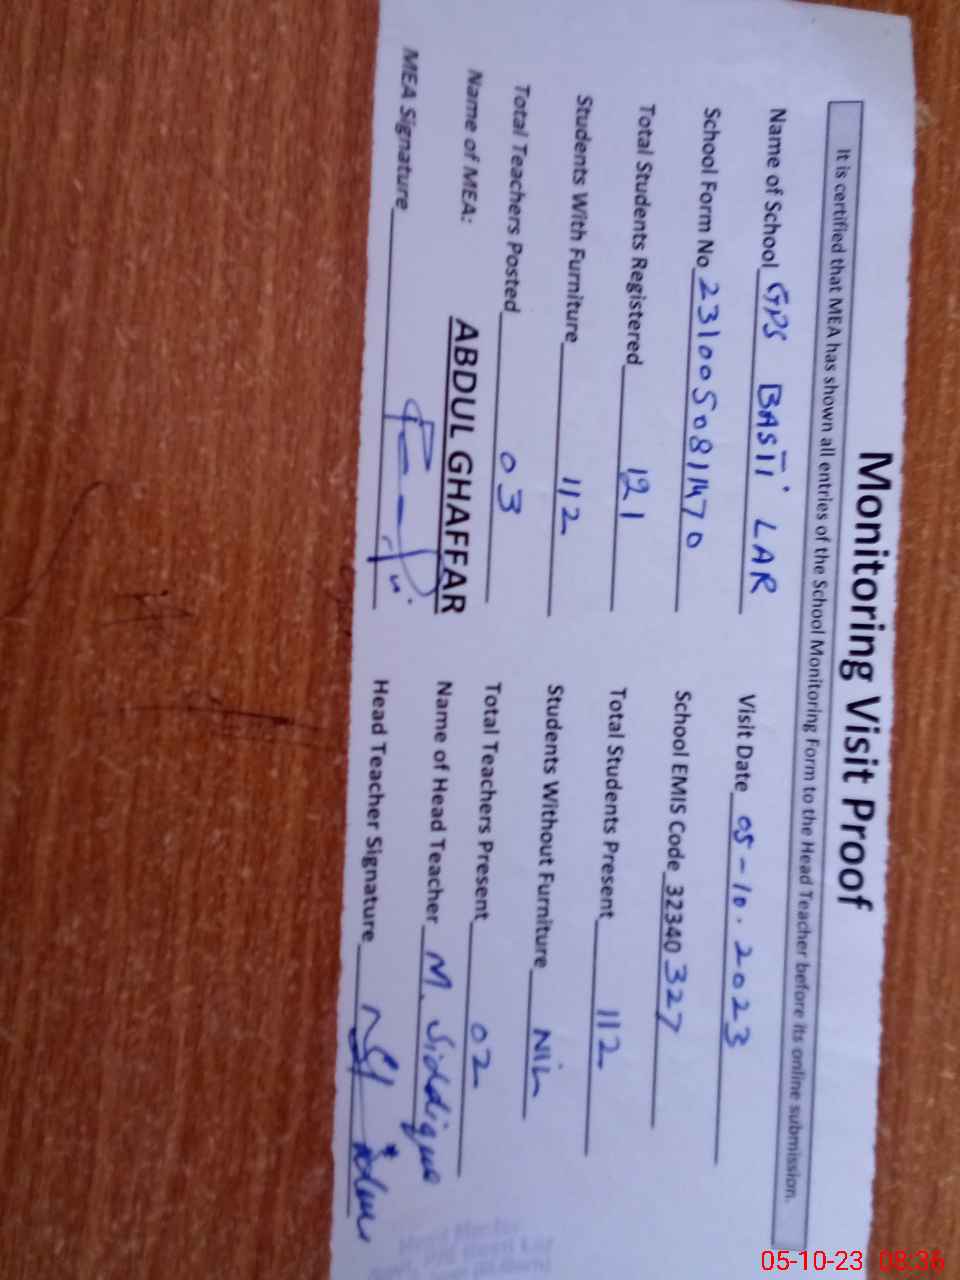 Monitoring Visit Proof
It is certified that MEA has shown all entries of the School Monitoring Form to the Head Teacher before its online submission.
Name of School GPS BASTI LAR Visit Date 05-10-2023
School Form No 2310050811470 School EMIS Code 32340327
Total Students Registered 121 Total Students Present 112
Students With Furniture 112 Students Without Furniture NIL
Total Teachers Posted 03 Total Teachers Present 02
Name of MEA: ABDUL GHAFFAR Name of Head Teacher M. Siddique
MEA Signature Head Teacher Signature
05-10-23 08:36